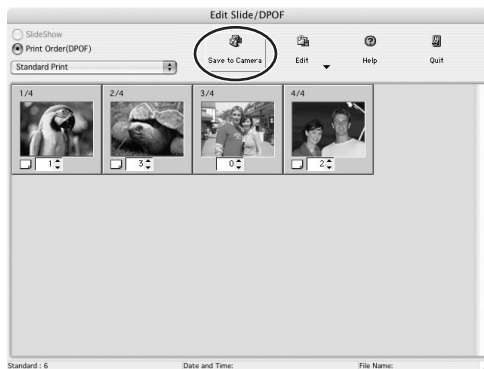 Edit Slide/DPOF
SlideShow
Print Order(DPOF)
Standard Print
Save to Camera
Edit
Help
Quit
1/4
2/4
3/4
4/4
1
3
0
2
Standard : 6
Date and Time:
File Name: